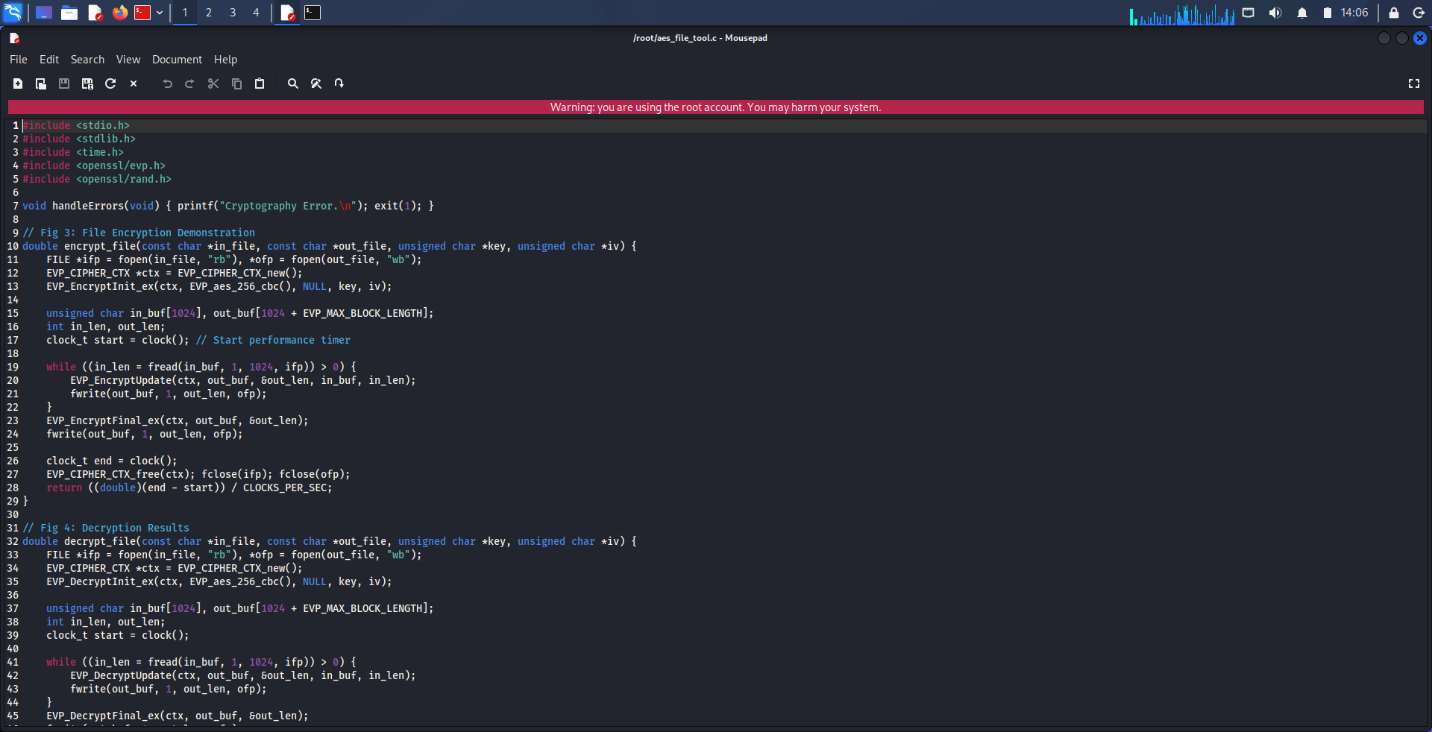 1 2 3 4 14:06
/root/aes_file_tool.c - Mousepad
File Edit Search View Document Help
Warning: you are using the root account. You may harm your system.
1 #include <stdio.h>
2 #include <stdlib.h>
3 #include <time.h>
4 #include <openssl/evp.h>
5 #include <openssl/rand.h>
6
7 void handleErrors(void) { printf("Cryptography Error.\n"); exit(1); }
8
9 // Fig 3: File Encryption Demonstration
10 double encrypt_file(const char *in_file, const char *out_file, unsigned char *key, unsigned char *iv) {
11     FILE *ifp = fopen(in_file, "rb"), *ofp = fopen(out_file, "wb");
12     EVP_CIPHER_CTX *ctx = EVP_CIPHER_CTX_new();
13     EVP_EncryptInit_ex(ctx, EVP_aes_256_cbc(), NULL, key, iv);
14
15     unsigned char in_buf[1024], out_buf[1024 + EVP_MAX_BLOCK_LENGTH];
16     int in_len, out_len;
17     clock_t start = clock(); // Start performance timer
18
19     while ((in_len = fread(in_buf, 1, 1024, ifp)) > 0) {
20         EVP_EncryptUpdate(ctx, out_buf, &out_len, in_buf, in_len);
21         fwrite(out_buf, 1, out_len, ofp);
22     }
23     EVP_EncryptFinal_ex(ctx, out_buf, &out_len);
24     fwrite(out_buf, 1, out_len, ofp);
25
26     clock_t end = clock();
27     EVP_CIPHER_CTX_free(ctx); fclose(ifp); fclose(ofp);
28     return ((double)(end - start)) / CLOCKS_PER_SEC;
29 }
30
31 // Fig 4: Decryption Results
32 double decrypt_file(const char *in_file, const char *out_file, unsigned char *key, unsigned char *iv) {
33     FILE *ifp = fopen(in_file, "rb"), *ofp = fopen(out_file, "wb");
34     EVP_CIPHER_CTX *ctx = EVP_CIPHER_CTX_new();
35     EVP_DecryptInit_ex(ctx, EVP_aes_256_cbc(), NULL, key, iv);
36
37     unsigned char in_buf[1024], out_buf[1024 + EVP_MAX_BLOCK_LENGTH];
38     int in_len, out_len;
39     clock_t start = clock();
40
41     while ((in_len = fread(in_buf, 1, 1024, ifp)) > 0) {
42         EVP_DecryptUpdate(ctx, out_buf, &out_len, in_buf, in_len);
43         fwrite(out_buf, 1, out_len, ofp);
44     }
45     EVP_DecryptFinal_ex(ctx, out_buf, &out_len);